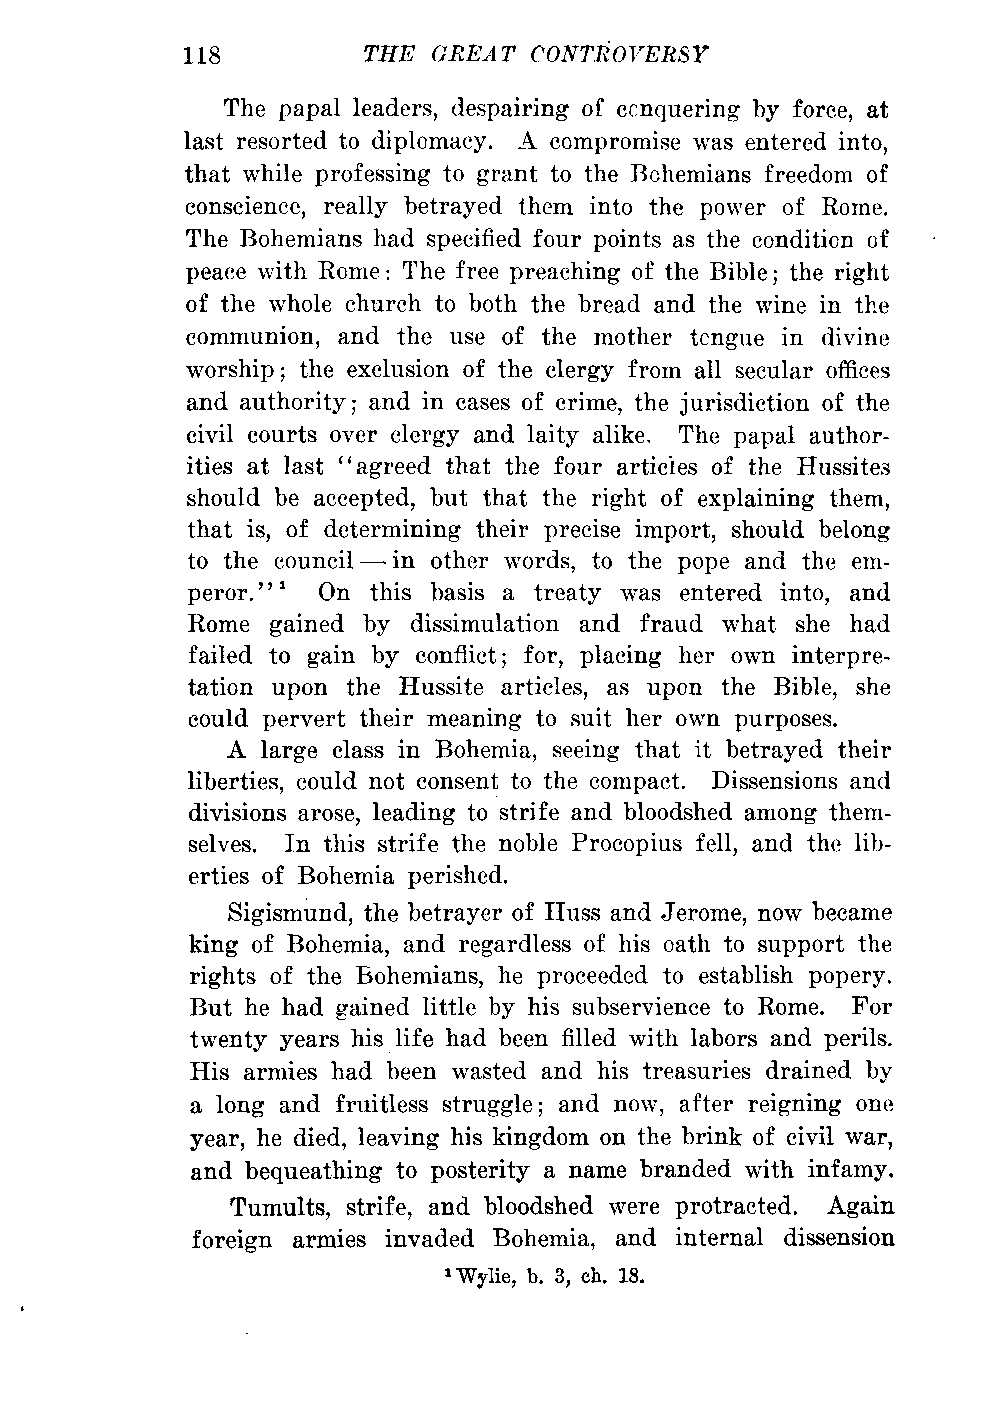 118 THE GREAT CONTROVERSY
The papal leaders, despairing of conquering by force, at
last resorted to diplomacy. A compromise was entered into,
that while professing to grant to the Bohemians freedom of
conscience, really betrayed them into the power of Rome.
The Bohemians had specified four points as the condition of
peace with Rome: The free preaching of the Bible; the right
of the whole church to both the bread and the wine in the
communion, and the use of the mother tongue in divine
worship; the exclusion of the clergy from all secular offices
and authority; and in cases of crime, the jurisdiction of the
civil courts over clergy and laity alike. The papal author-
ities at last "agreed that the four articles of the Hussites
should be accepted, but that the right of explaining them,
that is, of determining their precise import, should belong
to the council — in other words, to the pope and the em-
peror."¹ On this basis a treaty was entered into, and
Rome gained by dissimulation and fraud what she had
failed to gain by conflict; for, placing her own interpre-
tation upon the Hussite articles, as upon the Bible, she
could pervert their meaning to suit her own purposes.
A large class in Bohemia, seeing that it betrayed their
liberties, could not consent to the compact. Dissensions and
divisions arose, leading to strife and bloodshed among them-
selves. In this strife the noble Procopius fell, and the lib-
erties of Bohemia perished.
Sigismund, the betrayer of Huss and Jerome, now became
king of Bohemia, and regardless of his oath to support the
rights of the Bohemians, he proceeded to establish popery.
But he had gained little by his subservience to Rome. For
twenty years his life had been filled with labors and perils.
His armies had been wasted and his treasuries drained by
a long and fruitless struggle; and now, after reigning one
year, he died, leaving his kingdom on the brink of civil war,
and bequeathing to posterity a name branded with infamy.
Tumults, strife, and bloodshed were protracted. Again
foreign armies invaded Bohemia, and internal dissension
¹ Wylie, b. 3, ch. 18.